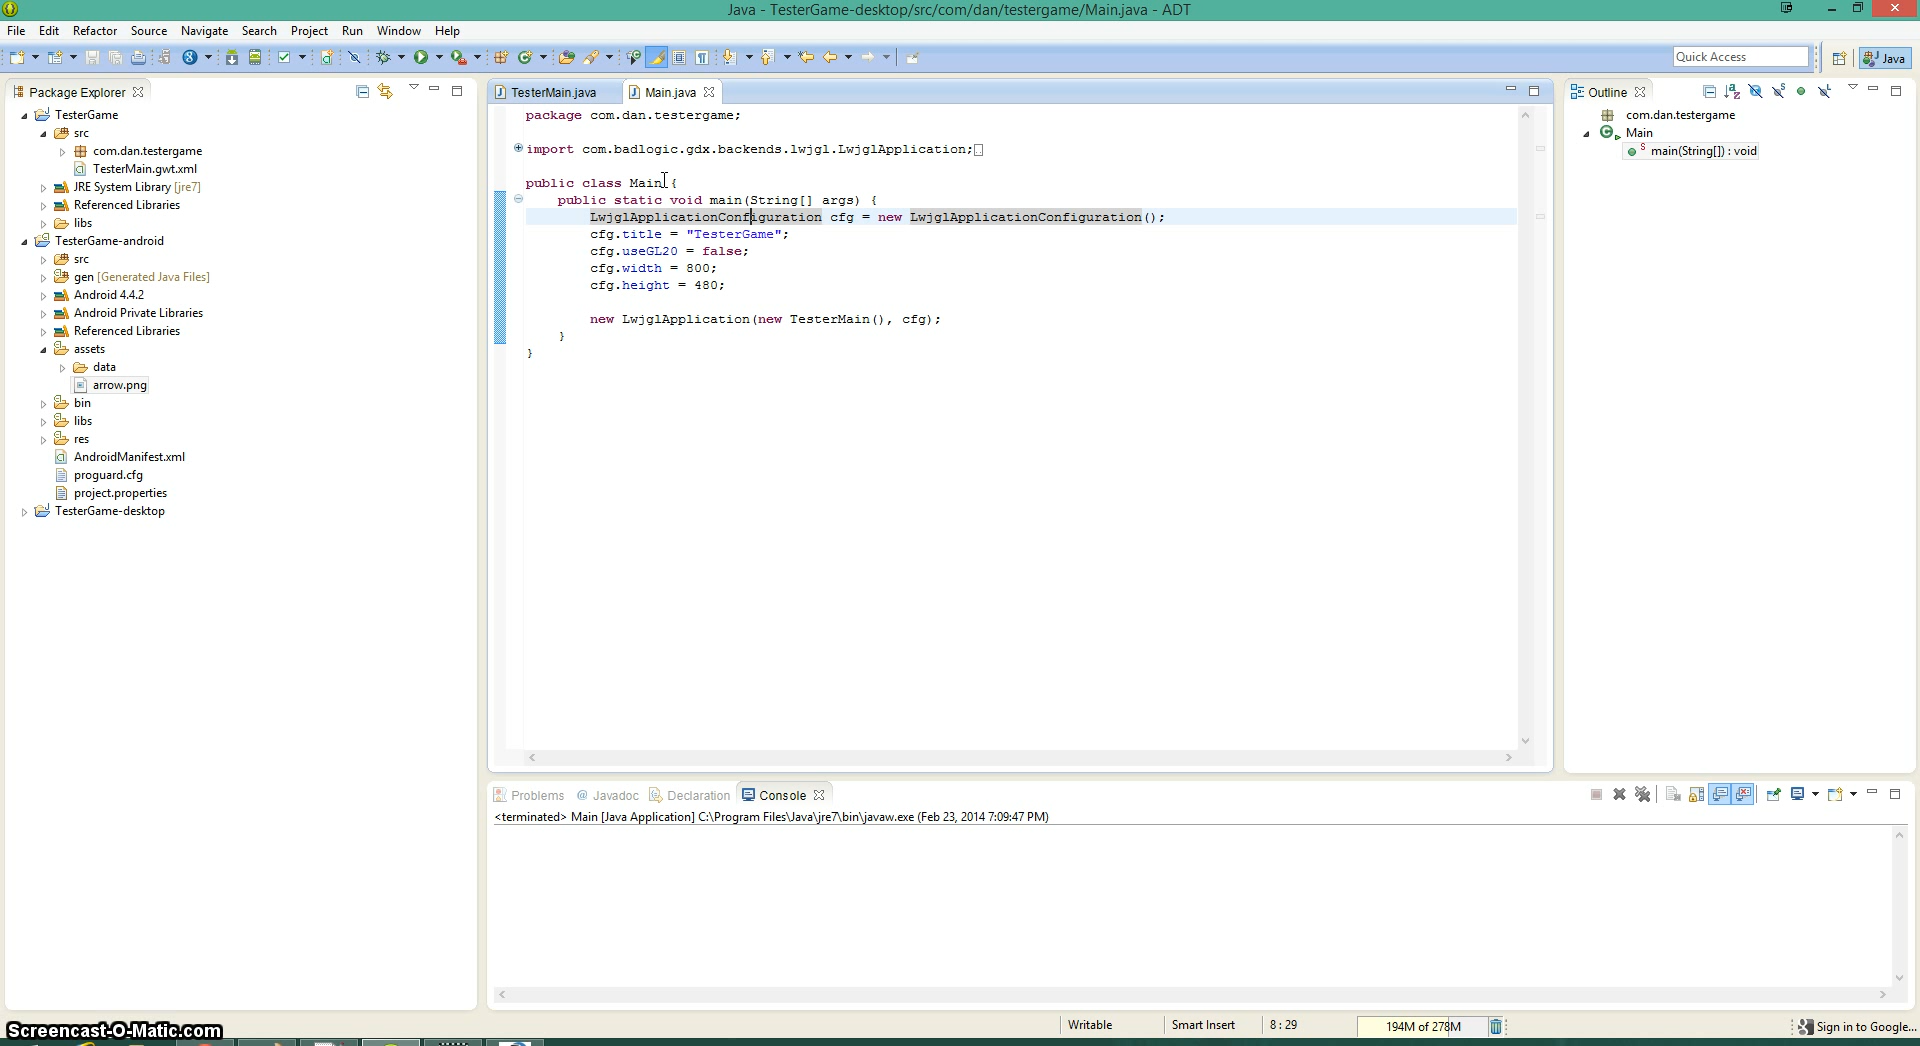 Java - TesterGame-desktop/src/com/dan/testergame/Main.java - ADT
File Edit Refactor Source Navigate Search Project Run Window Help
Quick Access
Java
Package Explorer
TesterGame
src
com.dan.testergame
TesterMain.gwt.xml
JRE System Library [jre7]
Referenced Libraries
libs
TesterGame-android
src
gen [Generated Java Files]
Android 4.4.2
Android Private Libraries
Referenced Libraries
assets
data
arrow.png
bin
libs
res
AndroidManifest.xml
proguard.cfg
project.properties
TesterGame-desktop
TesterMain.java Main.java
package com.dan.testergame;
import com.badlogic.gdx.backends.lwjgl.LwjglApplication;
public class Main {
public static void main(String[] args) {
LwjglApplicationConfiguration cfg = new LwjglApplicationConfiguration();
cfg.title = "TesterGame";
cfg.useGL20 = false;
cfg.width = 800;
cfg.height = 480;
new LwjglApplication(new TesterMain(), cfg);
}
}
Outline
com.dan.testergame
Main
main(String[]) : void
Problems @ Javadoc Declaration Console
<terminated> Main [Java Application] C:\Program Files\Java\jre7\bin\javaw.exe (Feb 23, 2014 7:09:47 PM)
Writable Smart Insert 8 : 29 194M of 278M Sign in to Google...
Screencast-O-Matic.com